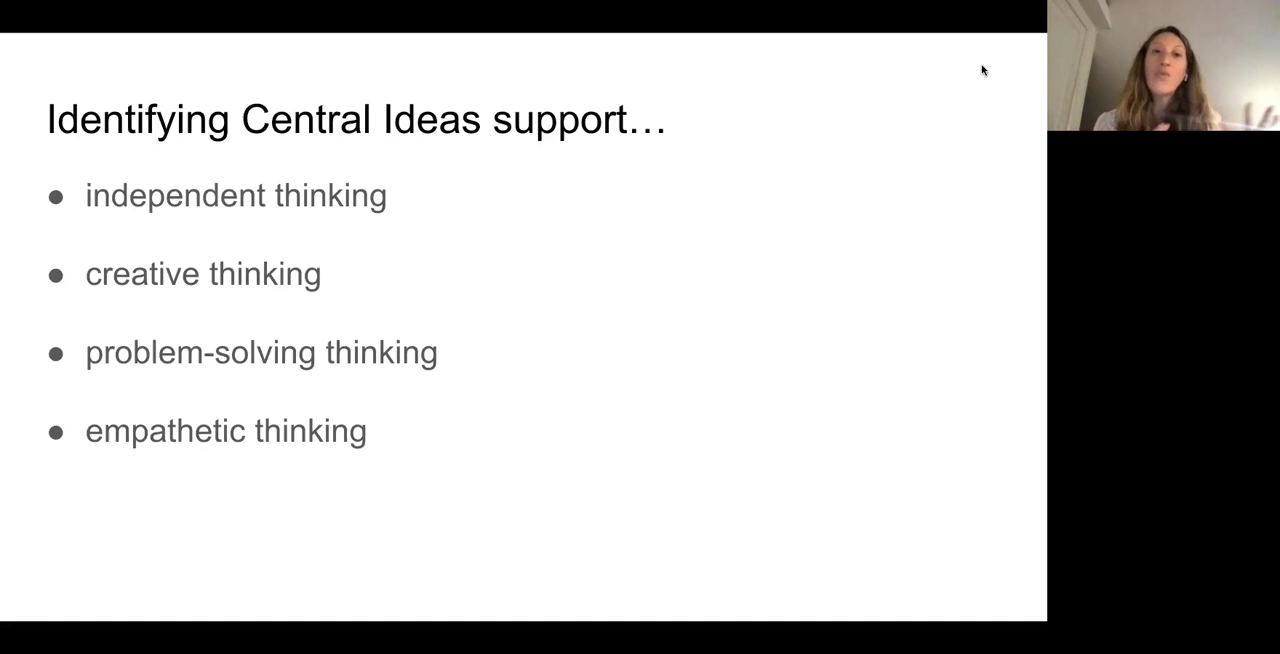 Identifying Central Ideas support…
● independent thinking
● creative thinking
● problem-solving thinking
● empathetic thinking